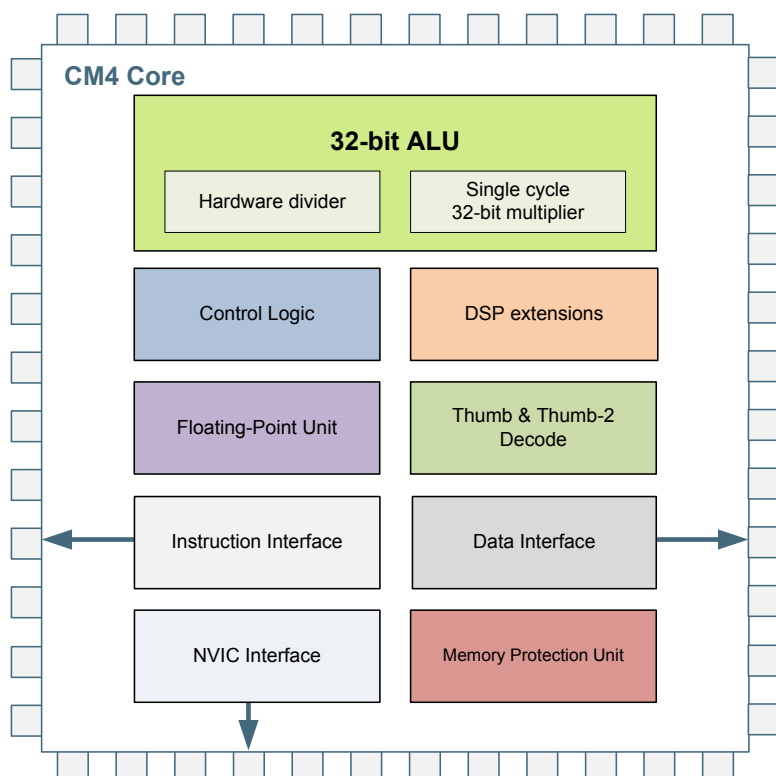 CM4 Core
32-bit ALU
Hardware divider
Single cycle
32-bit multiplier
Control Logic
DSP extensions
Floating-Point Unit
Thumb & Thumb-2
Decode
Instruction Interface
Data Interface
NVIC Interface
Memory Protection Unit